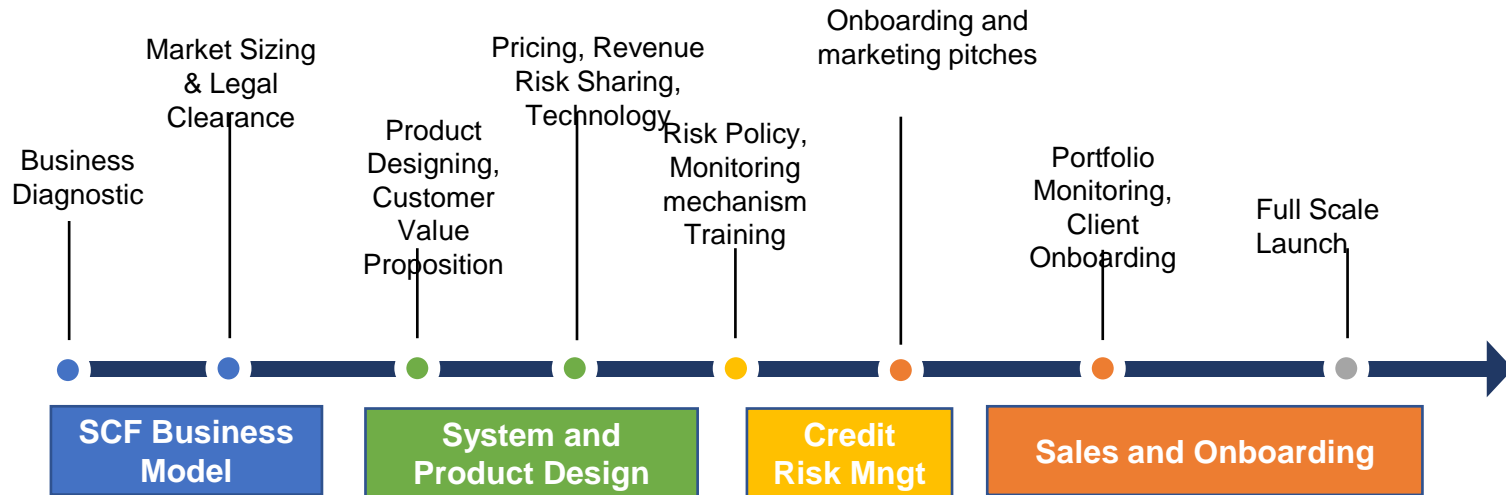 Business
Diagnostic
Market Sizing
& Legal
Clearance
Product
Designing,
Customer
Value
Proposition
Pricing, Revenue
Risk Sharing,
Technology
Risk Policy,
Monitoring
mechanism
Training
Onboarding and
marketing pitches
Portfolio
Monitoring,
Client
Onboarding
Full Scale
Launch
SCF Business
Model
System and
Product Design
Credit
Risk Mngt
Sales and Onboarding